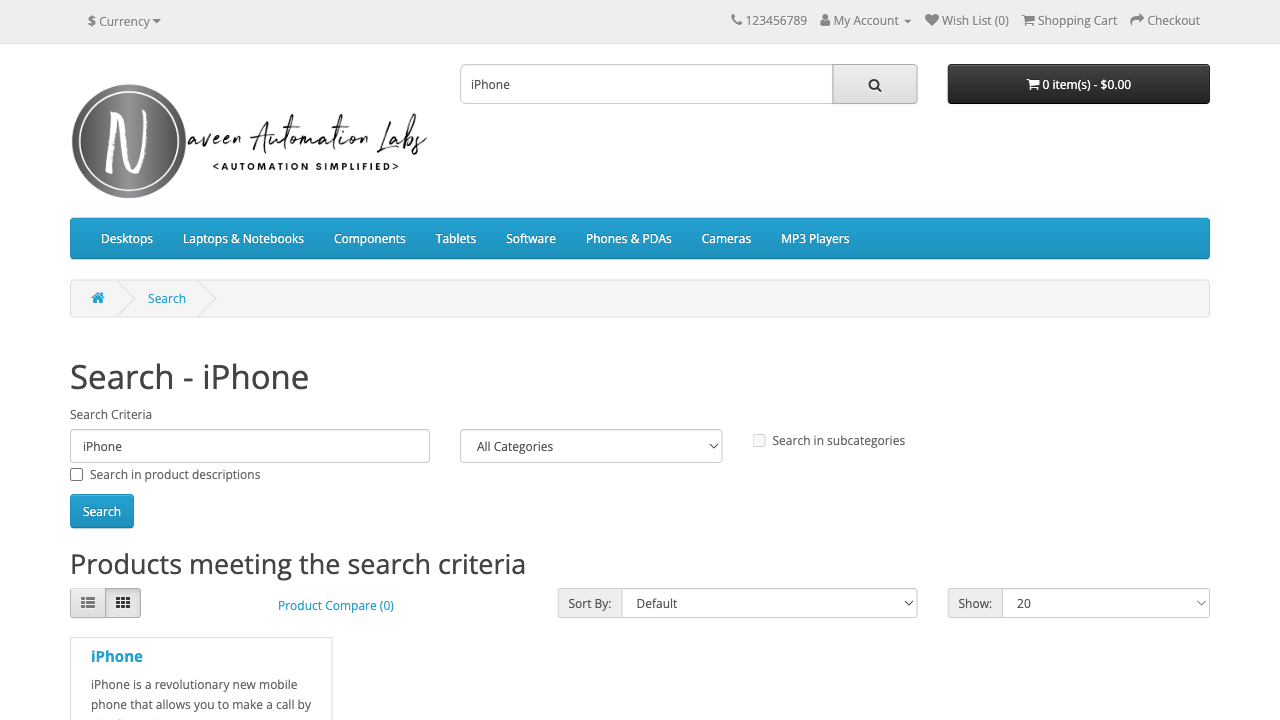 $ Currency
123456789
My Account
Wish List (0)
Shopping Cart
Checkout
N
aveen Automation Labs
<AUTOMATION SIMPLIFIED>
iPhone
0 item(s) - $0.00
Desktops
Laptops & Notebooks
Components
Tablets
Software
Phones & PDAs
Cameras
MP3 Players
Search
Search - iPhone
Search Criteria
iPhone
All Categories
Search in subcategories
Search in product descriptions
Search
Products meeting the search criteria
Product Compare (0)
Sort By:
Default
Show:
20
iPhone
iPhone is a revolutionary new mobile
phone that allows you to make a call by